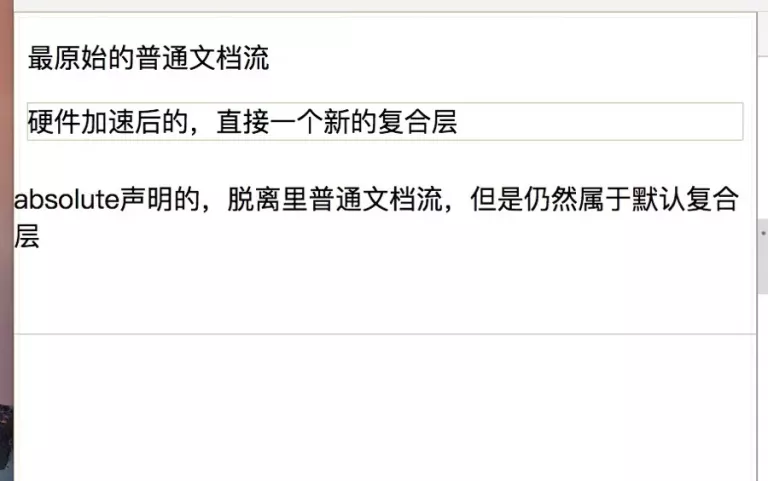 最原始的普通文档流
硬件加速后的，直接一个新的复合层
absolute声明的，脱离里普通文档流，但是仍然属于默认复合
层